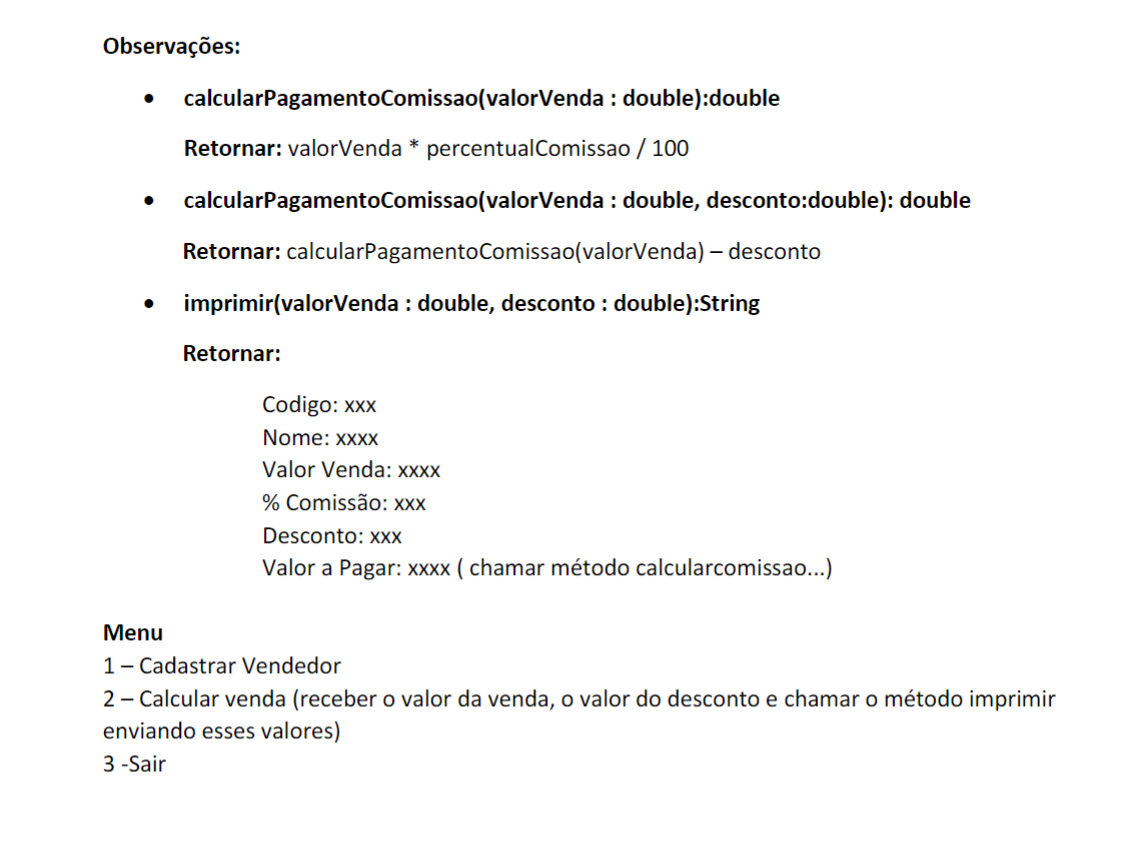 Observações:
• calcularPagamentoComissao(valorVenda : double):double
Retornar: valorVenda * percentualComissao / 100
• calcularPagamentoComissao(valorVenda : double, desconto:double): double
Retornar: calcularPagamentoComissao(valorVenda) – desconto
• imprimir(valorVenda : double, desconto : double):String
Retornar:
Codigo: xxx
Nome: xxxx
Valor Venda: xxxx
% Comissão: xxx
Desconto: xxx
Valor a Pagar: xxxx ( chamar método calcularcomissao...)
Menu
1 – Cadastrar Vendedor
2 – Calcular venda (receber o valor da venda, o valor do desconto e chamar o método imprimir
enviando esses valores)
3 -Sair